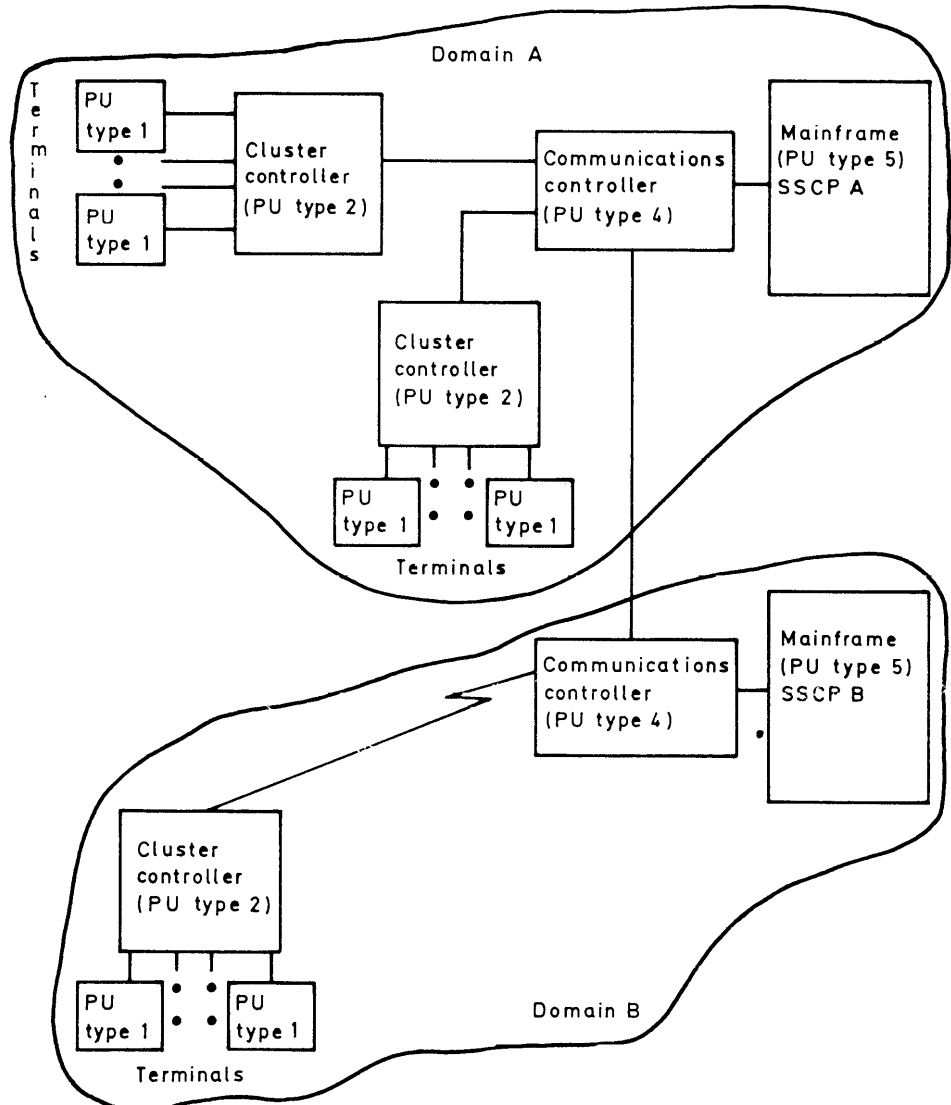 Domain A
Terminals
PU
type 1
PU
type 1
Cluster
controller
(PU type 2)
Communications
controller
(PU type 4)
Mainframe
(PU type 5)
SSCP A
Cluster
controller
(PU type 2)
PU
type 1
PU
type 1
Terminals
Communications
controller
(PU type 4)
Mainframe
(PU type 5)
SSCP B
Cluster
controller
(PU type 2)
PU
type 1
PU
type 1
Terminals
Domain B